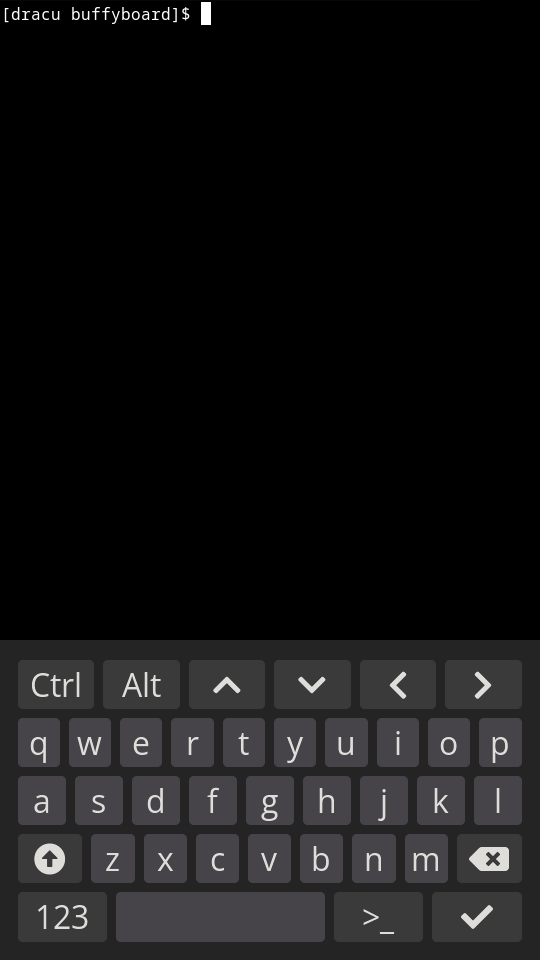 [dracu buffyboard]$
Ctrl Alt
q w e r t y u i o p
a s d f g h j k l
z x c v b n m
123 >_